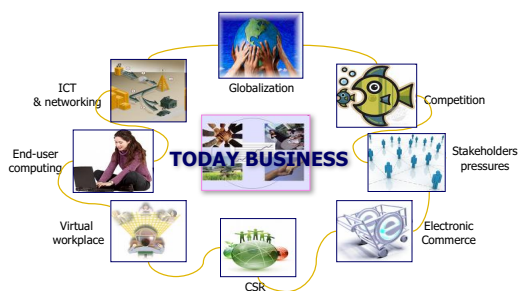 Globalization
ICT
& networking
Competition
End-user
computing
TODAY BUSINESS
Stakeholders
pressures
Virtual
workplace
Electronic
Commerce
CSR